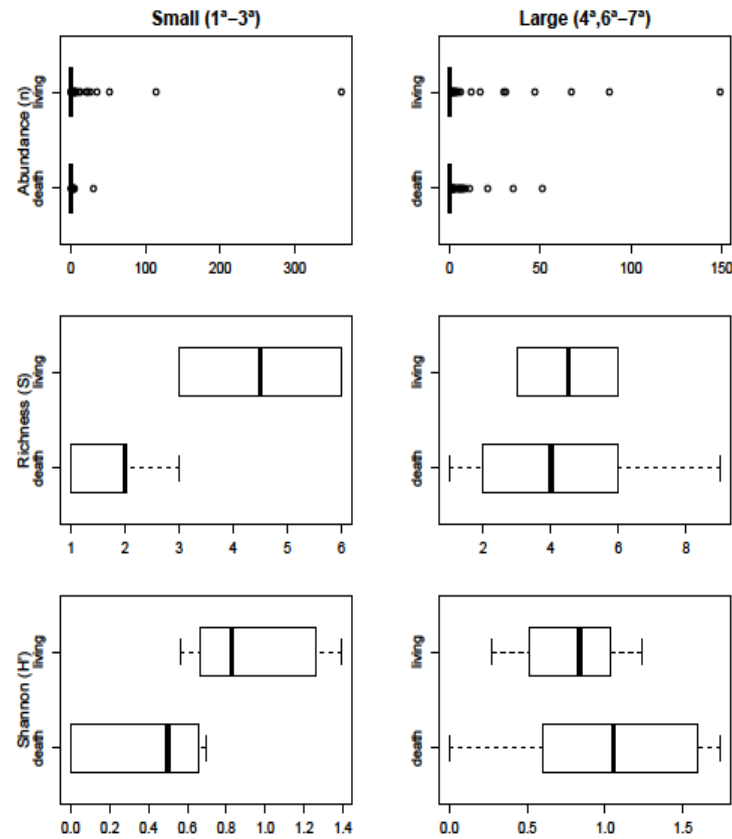 Small (1ª−3ª)
Large (4ª,6ª−7ª)
Abundance (n)
living
death
living
death
0 100 200 300
0 50 100 150
Richness (S)
living
death
living
death
1 2 3 4 5 6
2 4 6 8
Shannon (H')
living
death
living
death
0.0 0.2 0.4 0.6 0.8 1.0 1.2 1.4
0.0 0.5 1.0 1.5